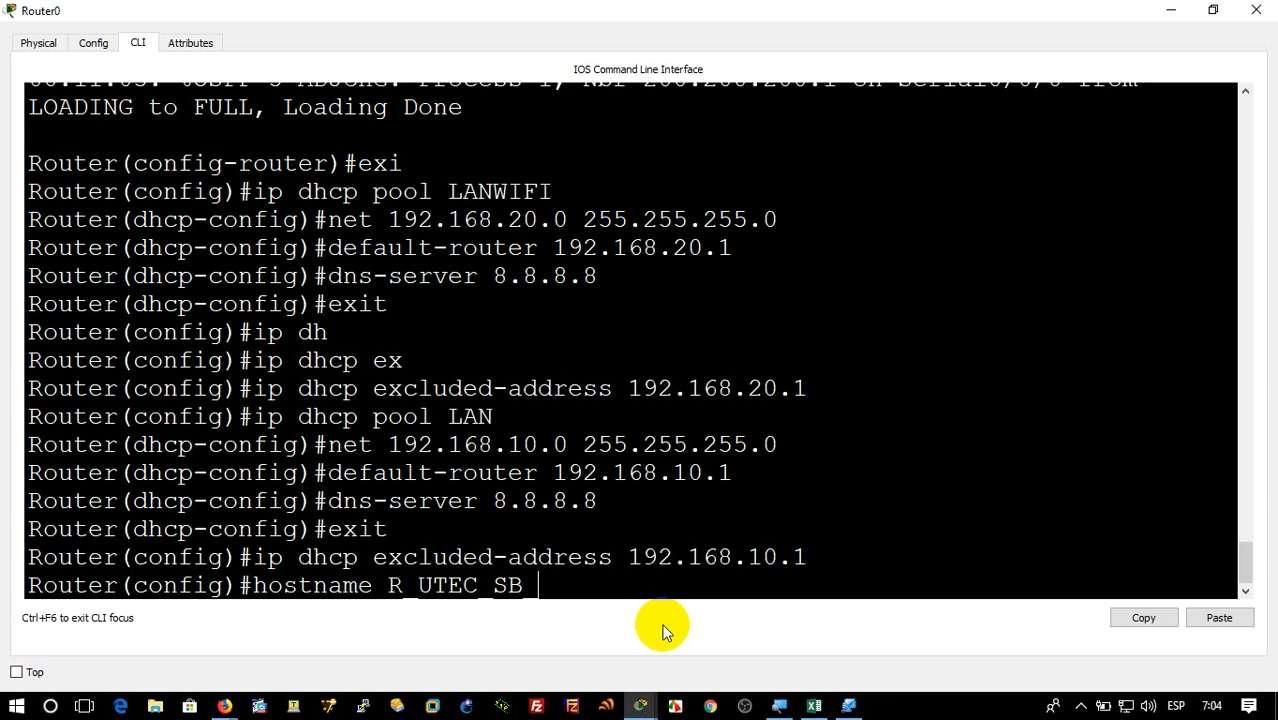 Router0
Physical Config CLI Attributes
IOS Command Line Interface
LOADING to FULL, Loading Done
Router(config-router)#exi
Router(config)#ip dhcp pool LANWIFI
Router(dhcp-config)#net 192.168.20.0 255.255.255.0
Router(dhcp-config)#default-router 192.168.20.1
Router(dhcp-config)#dns-server 8.8.8.8
Router(dhcp-config)#exit
Router(config)#ip dh
Router(config)#ip dhcp ex
Router(config)#ip dhcp excluded-address 192.168.20.1
Router(config)#ip dhcp pool LAN
Router(dhcp-config)#net 192.168.10.0 255.255.255.0
Router(dhcp-config)#default-router 192.168.10.1
Router(dhcp-config)#dns-server 8.8.8.8
Router(dhcp-config)#exit
Router(config)#ip dhcp excluded-address 192.168.10.1
Router(config)#hostname R_UTEC_SB_
Ctrl+F6 to exit CLI focus
Copy Paste
Top
ESP 7:04